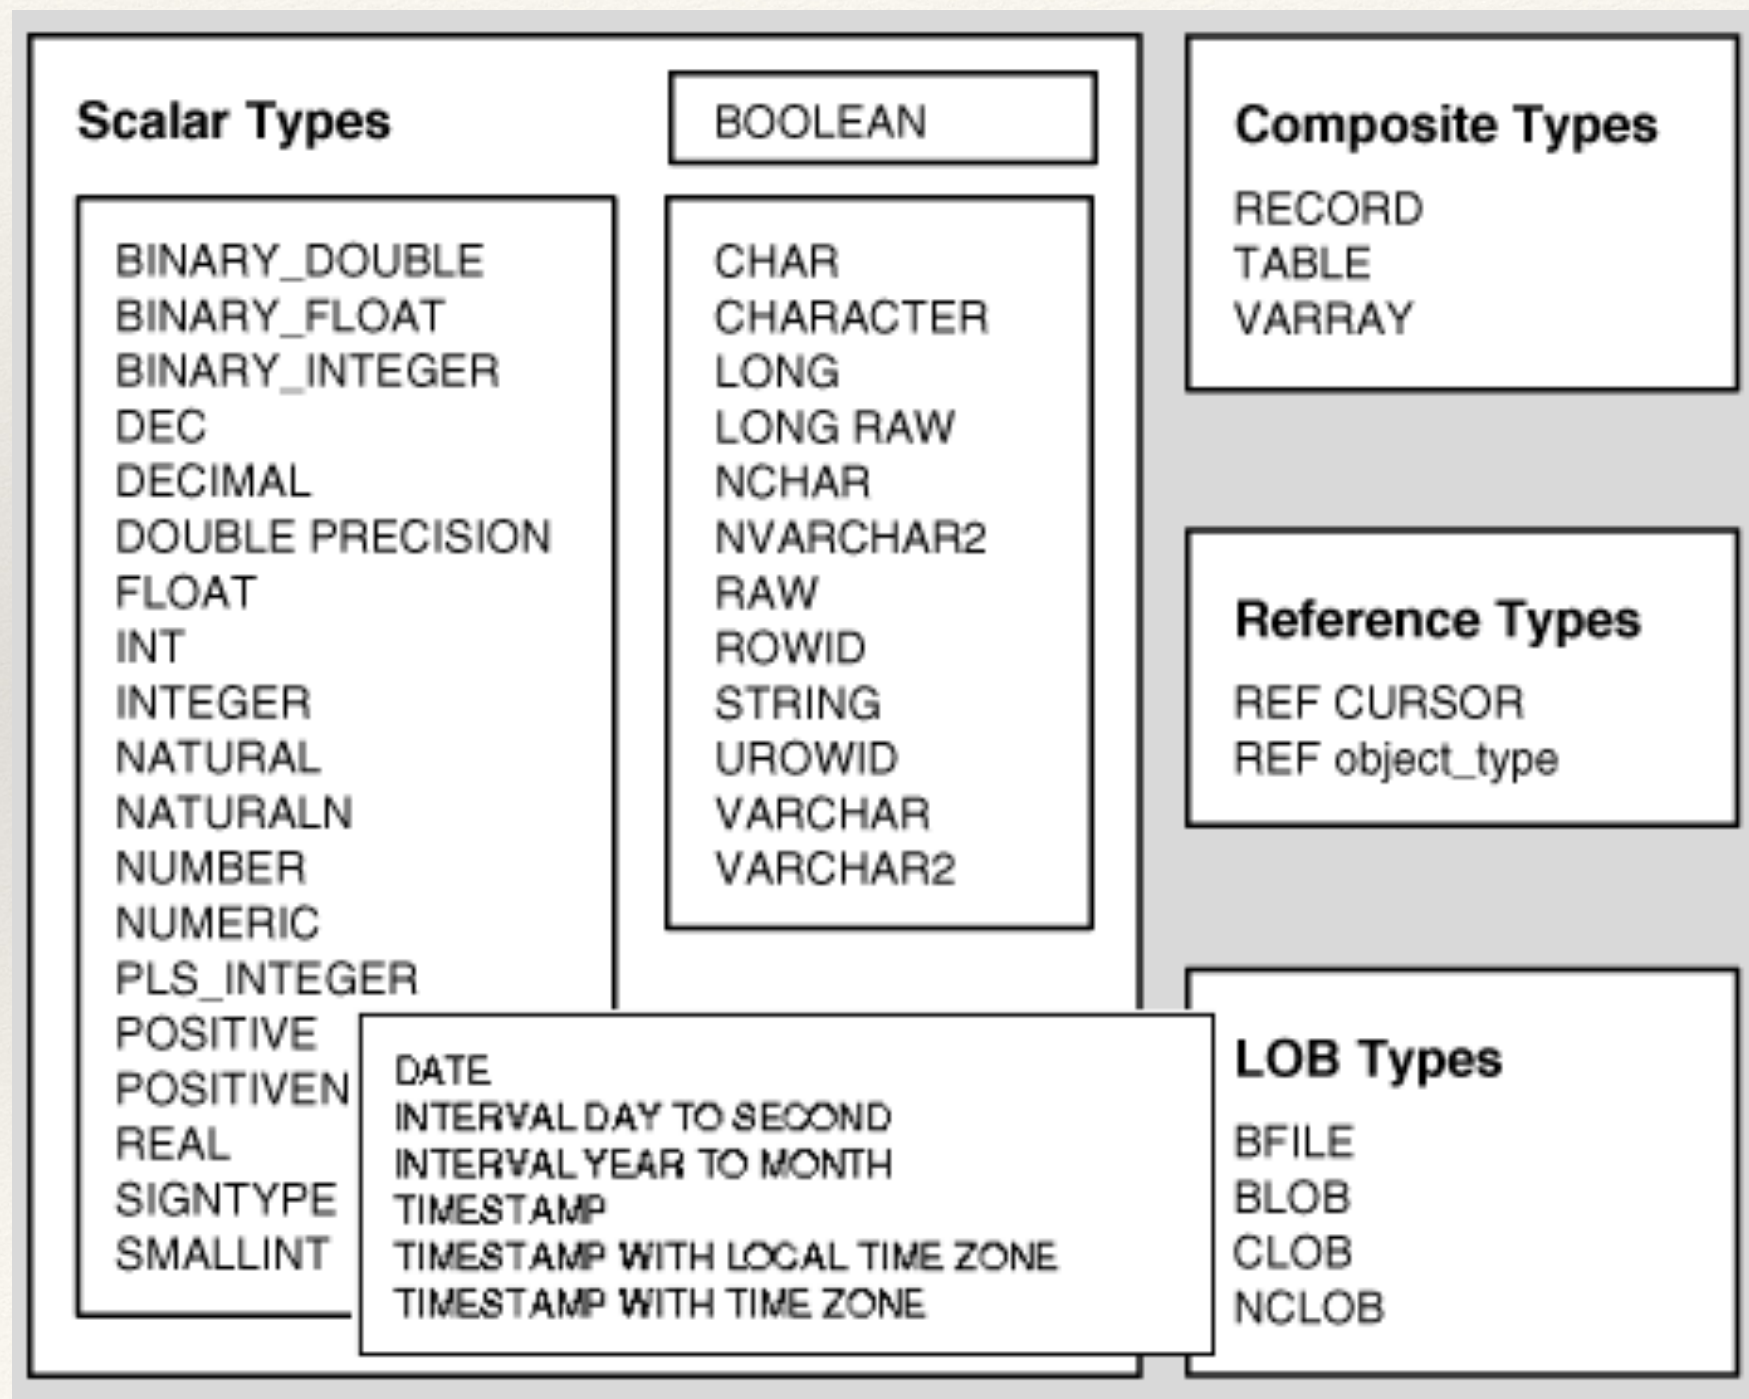 Scalar Types
BOOLEAN
BINARY_DOUBLE
BINARY_FLOAT
BINARY_INTEGER
DEC
DECIMAL
DOUBLE PRECISION
FLOAT
INT
INTEGER
NATURAL
NATURALN
NUMBER
NUMERIC
PLS_INTEGER
POSITIVE
POSITIVEN
REAL
SIGNTYPE
SMALLINT
CHAR
CHARACTER
LONG
LONG RAW
NCHAR
NVARCHAR2
RAW
ROWID
STRING
UROWID
VARCHAR
VARCHAR2
DATE
INTERVAL DAY TO SECOND
INTERVAL YEAR TO MONTH
TIMESTAMP
TIMESTAMP WITH LOCAL TIME ZONE
TIMESTAMP WITH TIME ZONE
Composite Types
RECORD
TABLE
VARRAY
Reference Types
REF CURSOR
REF object_type
LOB Types
BFILE
BLOB
CLOB
NCLOB